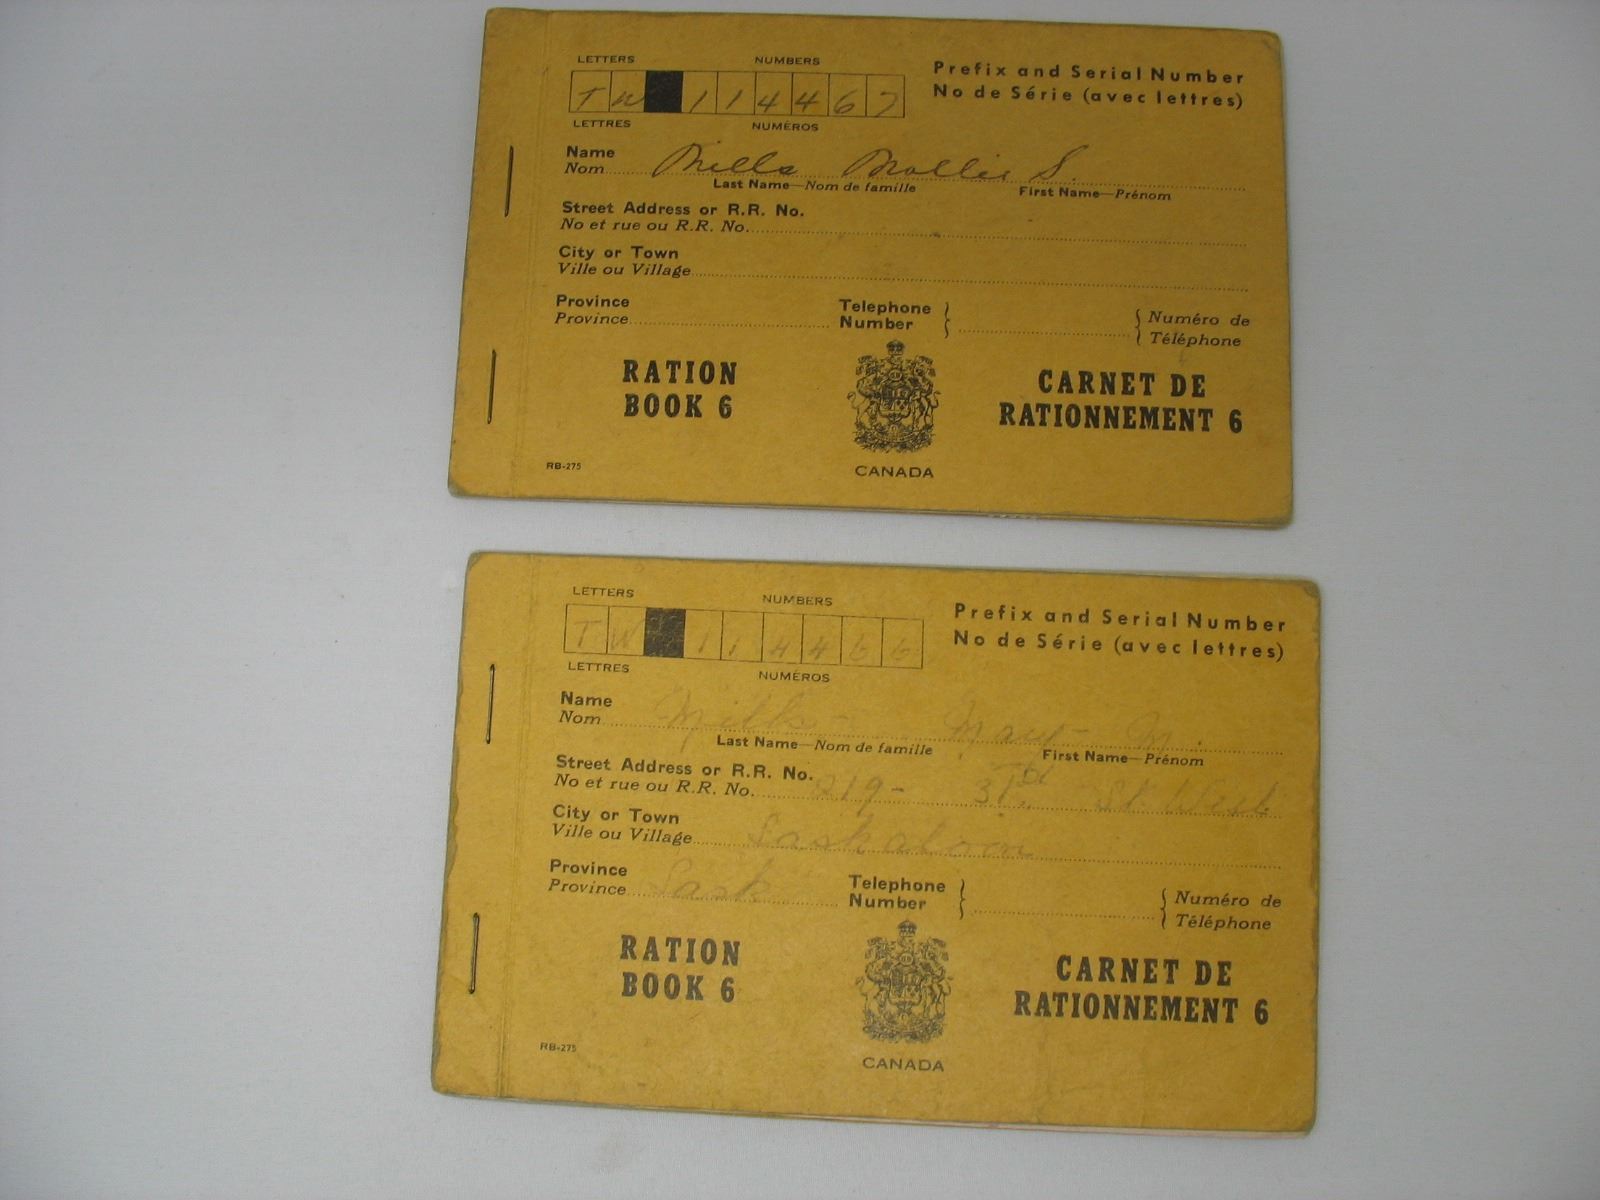 LETTERS NUMBERS
T W 1 1 4 4 6 7
LETTRES NUMÉROS
Prefix and Serial Number
No de Série (avec lettres)
Name
Nom Mills Mollie S.
Last Name—Nom de famille First Name—Prénom
Street Address or R.R. No.
No et rue ou R.R. No.
City or Town
Ville ou Village
Province
Province
Telephone
Number
Numéro de
Téléphone
RATION
BOOK 6
CARNET DE
RATIONNEMENT 6
RB-275
CANADA
LETTERS NUMBERS
T W 1 1 4 4 6 6
LETTRES NUMÉROS
Prefix and Serial Number
No de Série (avec lettres)
Name
Nom Mills M.
Last Name—Nom de famille First Name—Prénom
Street Address or R.R. No.
No et rue ou R.R. No. 219- St. West
City or Town
Ville ou Village Saskatoon
Province
Province Sask
Telephone
Number
Numéro de
Téléphone
RATION
BOOK 6
CARNET DE
RATIONNEMENT 6
RB-275
CANADA